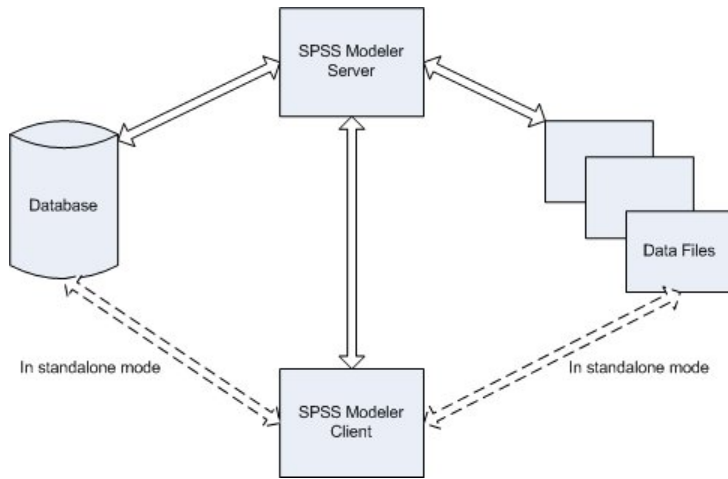 SPSS Modeler
Server
Database
Data Files
In standalone mode
In standalone mode
SPSS Modeler
Client